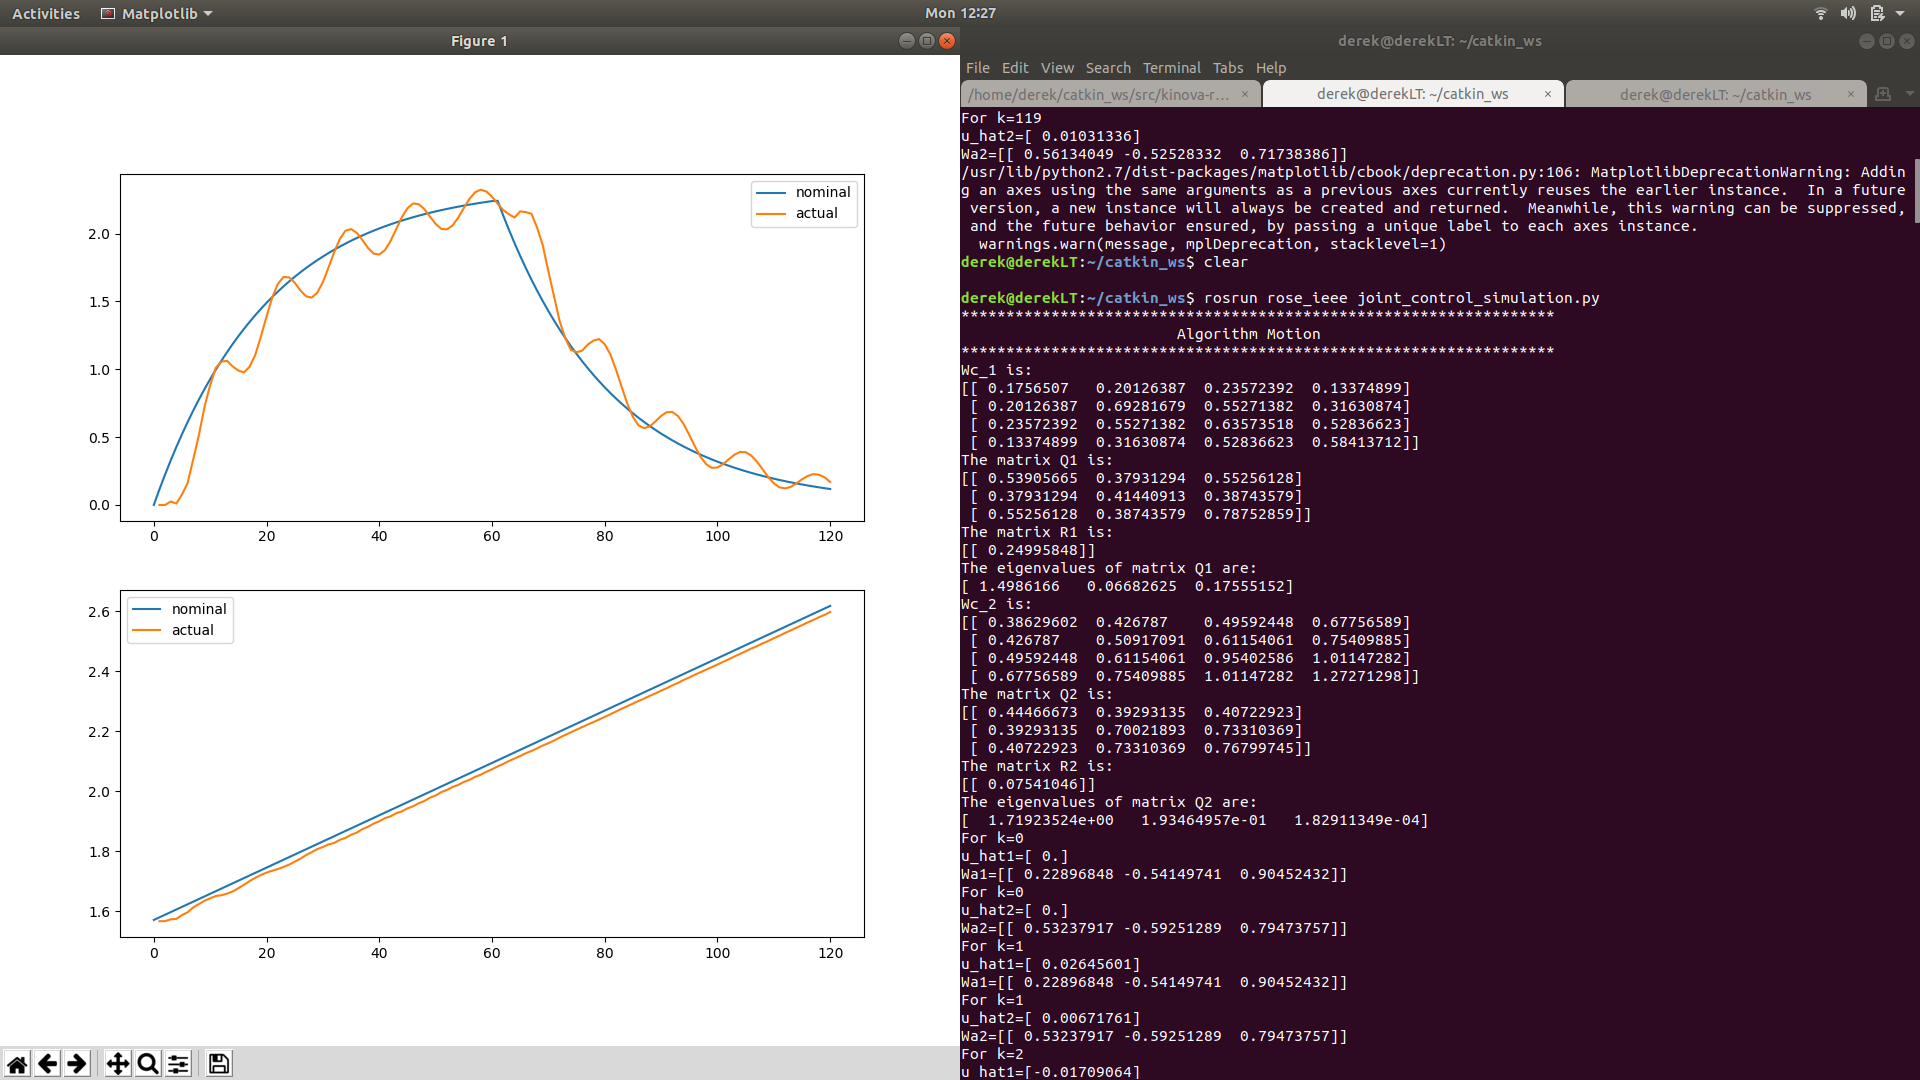 Activities
Matplotlib
Mon 12:27
Figure 1
nominal
actual
2.0
1.5
1.0
0.5
0.0
0 20 40 60 80 100 120
nominal
actual
2.6
2.4
2.2
2.0
1.8
1.6
0 20 40 60 80 100 120
derek@derekLT: ~/catkin_ws
File Edit View Search Terminal Tabs Help
/home/derek/catkin_ws/src/kinova-r... ×
derek@derekLT: ~/catkin_ws ×
derek@derekLT: ~/catkin_ws ×
For k=119
u_hat2=[ 0.01031336]
Wa2=[[ 0.56134049 -0.52528332  0.71738386]]
/usr/lib/python2.7/dist-packages/matplotlib/cbook/deprecation.py:106: MatplotlibDeprecationWarning: Addin
g an axes using the same arguments as a previous axes currently reuses the earlier instance.  In a future
 version, a new instance will always be created and returned.  Meanwhile, this warning can be suppressed,
 and the future behavior ensured, by passing a unique label to each axes instance.
  warnings.warn(message, mplDeprecation, stacklevel=1)
derek@derekLT:~/catkin_ws$ clear
derek@derekLT:~/catkin_ws$ rosrun rose_ieee joint_control_simulation.py
******************************************************************
Algorithm Motion
******************************************************************
Wc_1 is:
[[ 0.1756507   0.20126387  0.23572392  0.13374899]
 [ 0.20126387  0.69281679  0.55271382  0.31630874]
 [ 0.23572392  0.55271382  0.63573518  0.52836623]
 [ 0.13374899  0.31630874  0.52836623  0.58413712]]
The matrix Q1 is:
[[ 0.53905665  0.37931294  0.55256128]
 [ 0.37931294  0.41440913  0.38743579]
 [ 0.55256128  0.38743579  0.78752859]]
The matrix R1 is:
[[ 0.24995848]]
The eigenvalues of matrix Q1 are:
[ 1.4986166   0.06682625  0.17555152]
Wc_2 is:
[[ 0.38629602  0.426787    0.49592448  0.67756589]
 [ 0.426787    0.50917091  0.61154061  0.75409885]
 [ 0.49592448  0.61154061  0.95402586  1.01147282]
 [ 0.67756589  0.75409885  1.01147282  1.27271298]]
The matrix Q2 is:
[[ 0.44466673  0.39293135  0.40722923]
 [ 0.39293135  0.70021893  0.73310369]
 [ 0.40722923  0.73310369  0.76799745]]
The matrix R2 is:
[[ 0.07541046]]
The eigenvalues of matrix Q2 are:
[  1.71923524e+00   1.93464957e-01   1.82911349e-04]
For k=0
u_hat1=[ 0.]
Wa1=[[ 0.22896848 -0.54149741  0.90452432]]
For k=0
u_hat2=[ 0.]
Wa2=[[ 0.53237917 -0.59251289  0.79473757]]
For k=1
u_hat1=[ 0.02645601]
Wa1=[[ 0.22896848 -0.54149741  0.90452432]]
For k=1
u_hat2=[ 0.00671761]
Wa2=[[ 0.53237917 -0.59251289  0.79473757]]
For k=2
u_hat1=[-0.01709064]